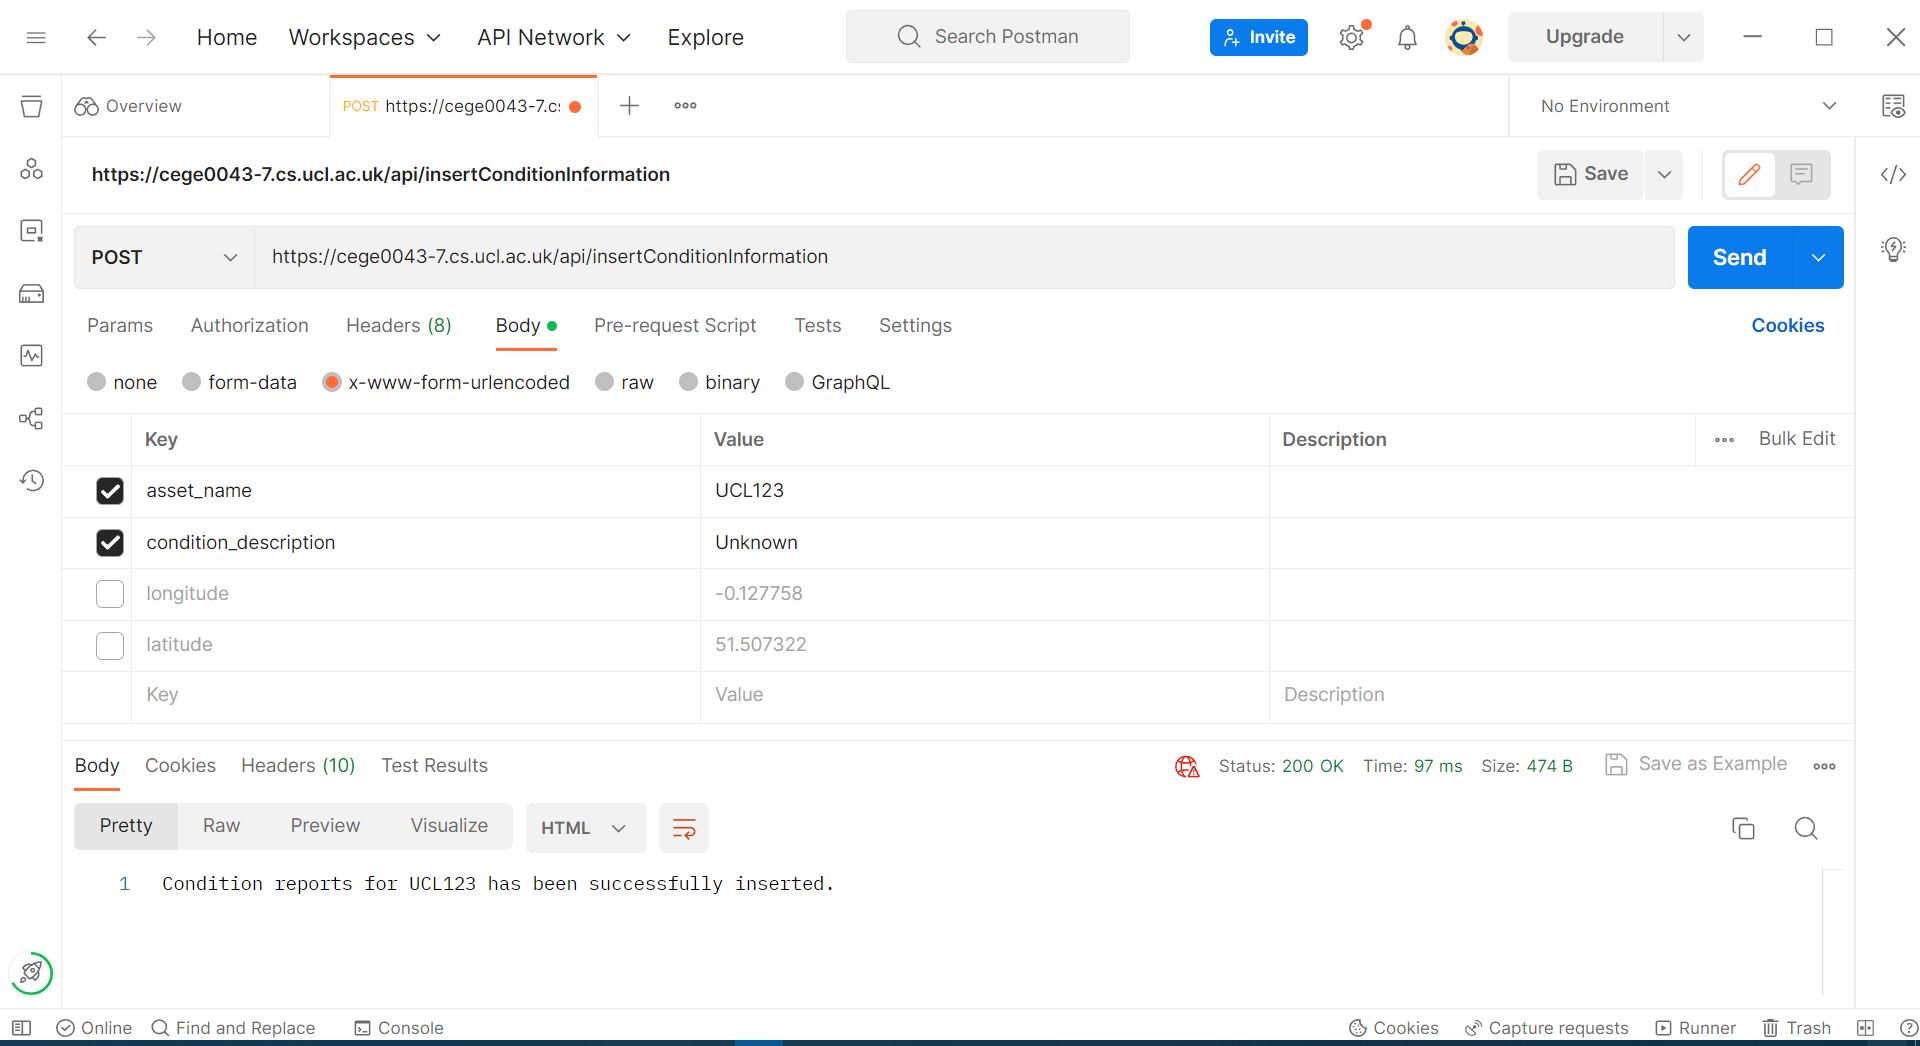 Home Workspaces API Network Explore Search Postman Invite Upgrade
Overview POST https://cege0043-7.cs No Environment
https://cege0043-7.cs.ucl.ac.uk/api/insertConditionInformation Save
POST https://cege0043-7.cs.ucl.ac.uk/api/insertConditionInformation Send
Params Authorization Headers (8) Body Pre-request Script Tests Settings Cookies
none form-data x-www-form-urlencoded raw binary GraphQL
Key Value Description Bulk Edit
asset_name UCL123
condition_description Unknown
longitude -0.127758
latitude 51.507322
Key Value Description
Body Cookies Headers (10) Test Results Status: 200 OK Time: 97 ms Size: 474 B Save as Example
Pretty Raw Preview Visualize HTML
1 Condition reports for UCL123 has been successfully inserted.
Online Find and Replace Console Cookies Capture requests Runner Trash